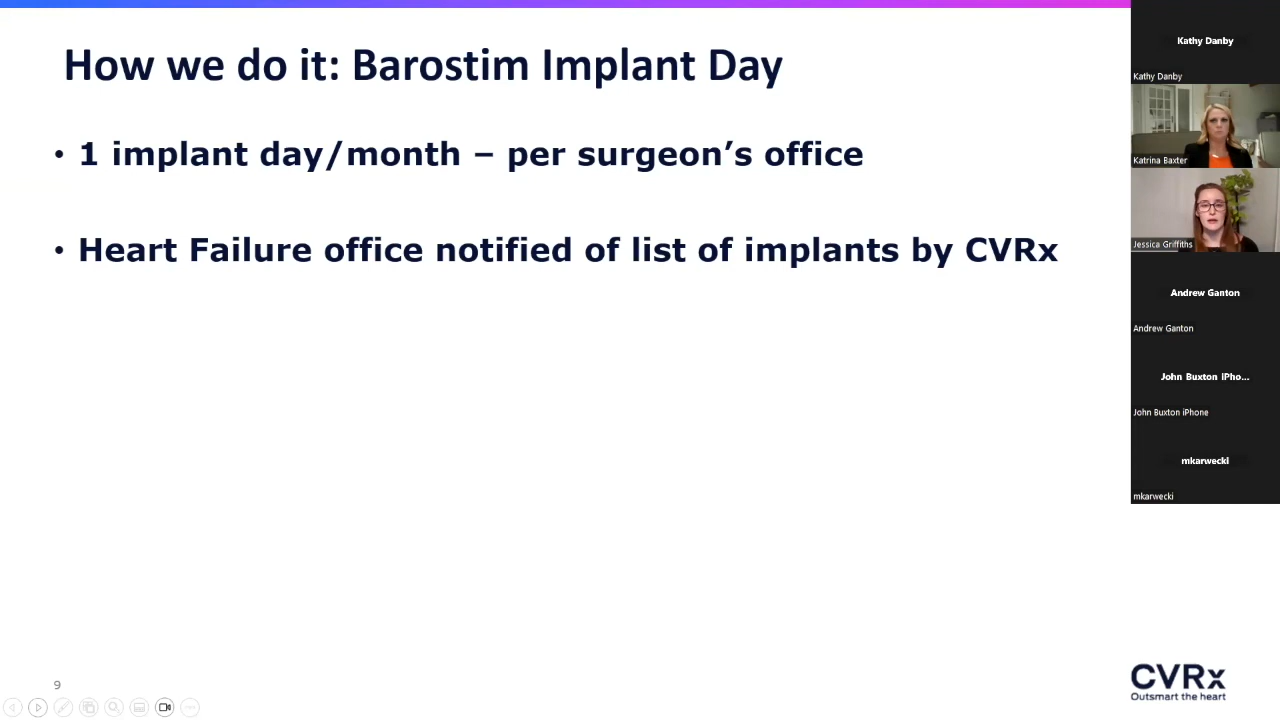 How we do it: Barostim Implant Day
• 1 implant day/month – per surgeon’s office
• Heart Failure office notified of list of implants by CVRx
9
CVRx
Outsmart the heart
Kathy Danby
Kathy Danby
Katrina Baxter
Jessica Griffiths
Andrew Ganton
Andrew Ganton
John Buxton iPho...
John Buxton iPhone
mkarwecki
mkarwecki